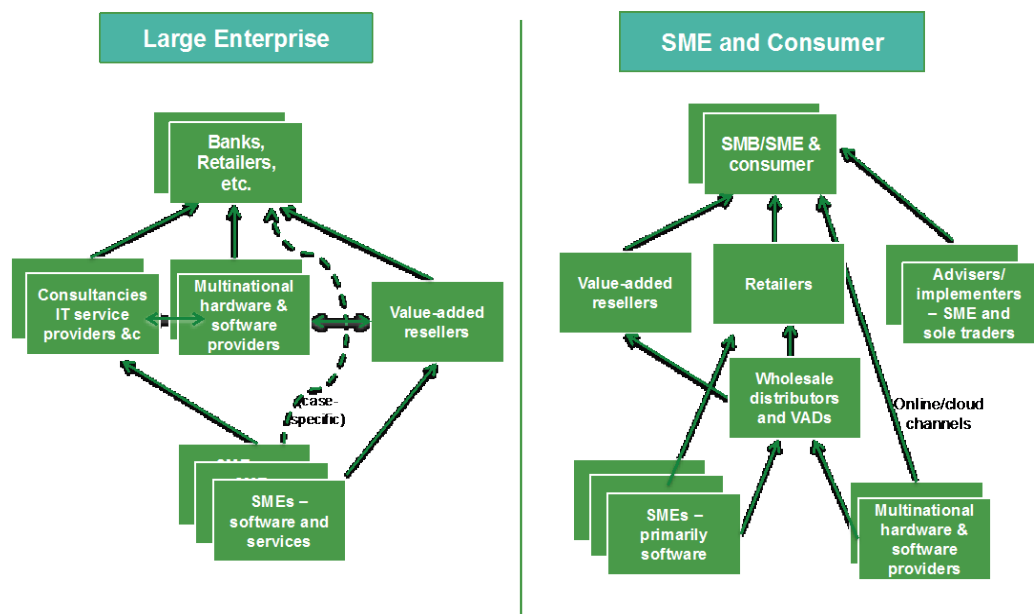 Large Enterprise
Banks,
Retailers,
etc.
Consultancies
IT service
providers &c
Multinational
hardware &
software
providers
Value-added
resellers
(case-
specific)
SMEs –
software and
services
SME and Consumer
SMB/SME &
consumer
Value-added
resellers
Retailers
Advisers/
implementers
– SME and
sole traders
Wholesale
distributors
and VADs
Online/cloud
channels
SMEs –
primarily
software
Multinational
hardware &
software
providers